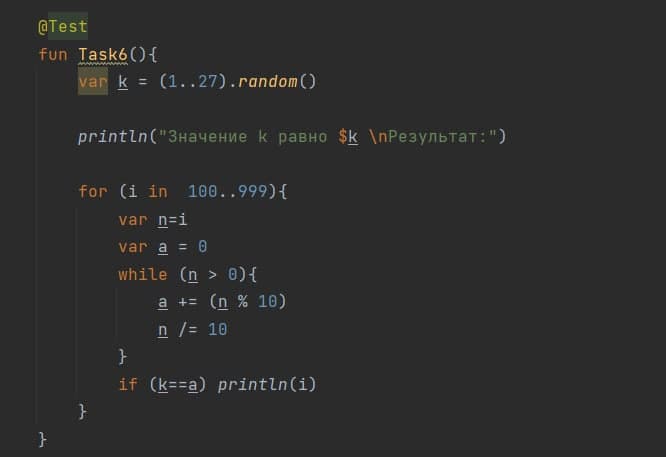 @Test
fun Task6(){
var k = (1..27).random()
println("Значение k равно $k \nРезультат:")
for (i in  100..999){
var n=i
var a = 0
while (n > 0){
a += (n % 10)
n /= 10
}
if (k==a) println(i)
}
}